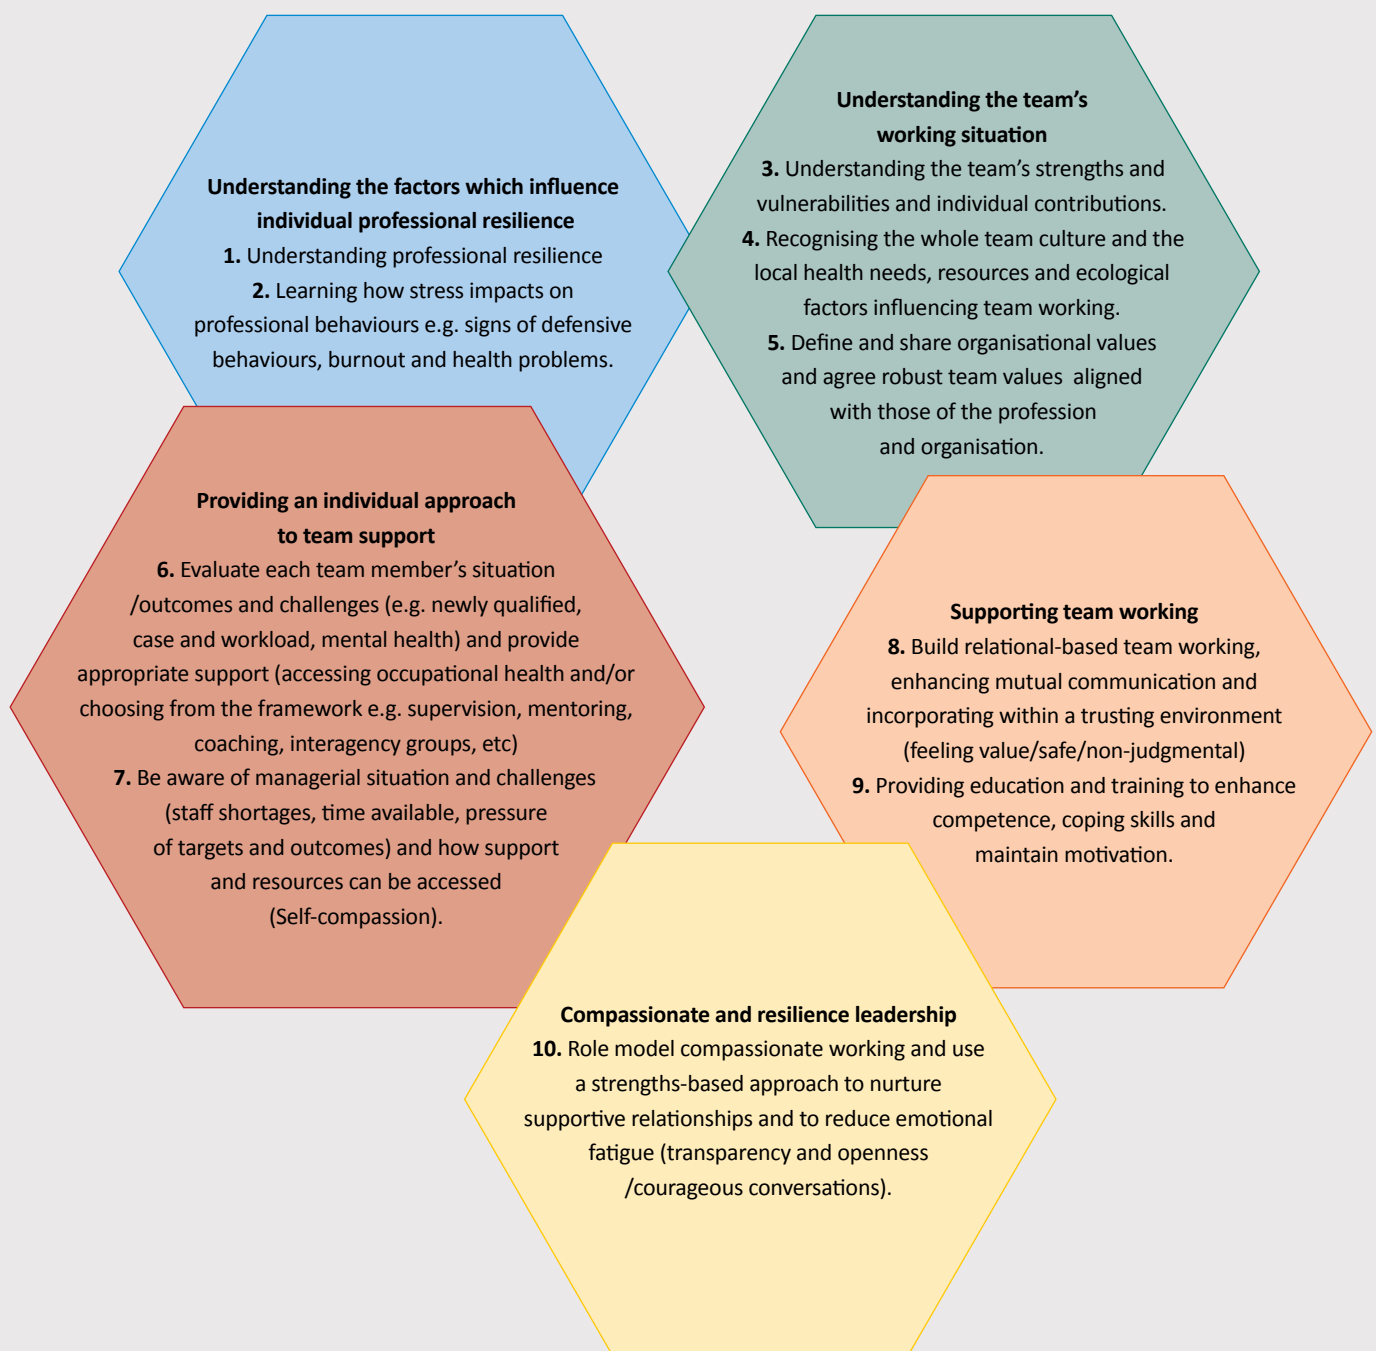 Understanding the factors which influence
individual professional resilience
1. Understanding professional resilience
2. Learning how stress impacts on
professional behaviours e.g. signs of defensive
behaviours, burnout and health problems.
Understanding the team’s
working situation
3. Understanding the team’s strengths and
vulnerabilities and individual contributions.
4. Recognising the whole team culture and the
local health needs, resources and ecological
factors influencing team working.
5. Define and share organisational values
and agree robust team values aligned
with those of the profession
and organisation.
Providing an individual approach
to team support
6. Evaluate each team member’s situation
/outcomes and challenges (e.g. newly qualified,
case and workload, mental health) and provide
appropriate support (accessing occupational health and/or
choosing from the framework e.g. supervision, mentoring,
coaching, interagency groups, etc)
7. Be aware of managerial situation and challenges
(staff shortages, time available, pressure
of targets and outcomes) and how support
and resources can be accessed
(Self-compassion).
Supporting team working
8. Build relational-based team working,
enhancing mutual communication and
incorporating within a trusting environment
(feeling value/safe/non-judgmental)
9. Providing education and training to enhance
competence, coping skills and
maintain motivation.
Compassionate and resilience leadership
10. Role model compassionate working and use
a strengths-based approach to nurture
supportive relationships and to reduce emotional
fatigue (transparency and openness
/courageous conversations).